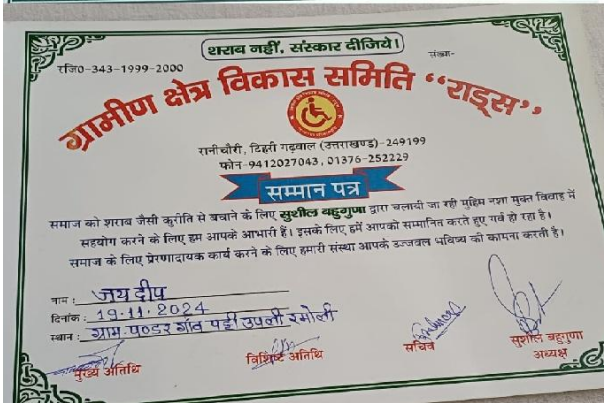 शराब नहीं, संस्कार दीजिये।
रजि0-343-1999-2000
संख्या-
ग्रामीण क्षेत्र विकास समिति “राड्स”
रानीचौरी, टिहरी गढ़वाल (उत्तराखण्ड)-249199
फोन-9412027043, 01376-252229
सम्मान पत्र
समाज को शराब जैसी कुरीति से बचाने के लिए सुशील बहुगुणा द्वारा चलायी जा रही मुहिम नशा मुक्त विवाह में
सहयोग करने के लिए हम आपके आभारी हैं। इसके लिए हमें आपको सम्मानित करते हुए गर्व हो रहा है।
समाज के लिए प्रेरणादायक कार्य करने के लिए हमारी संस्था आपके उज्जवल भविष्य की कामना करती है।
नाम : जय दीप
दिनांक : 19.11.2024
स्थान : ग्राम-पण्डर गाँव पट्टी उपली रमोली
मुख्य अतिथि
विशिष्ट अतिथि
सचिव
सुशील बहुगुणा
अध्यक्ष